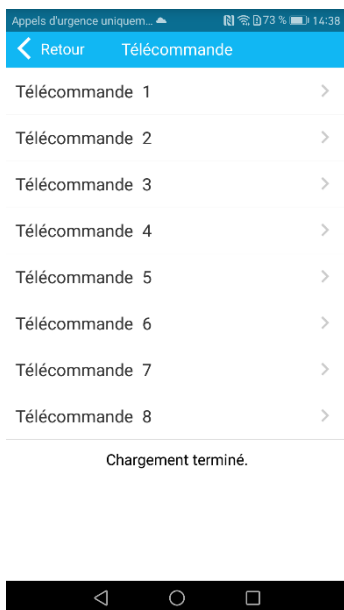 Appels d'urgence uniquem... 73 % 14:38
Retour Télécommande
Télécommande 1
Télécommande 2
Télécommande 3
Télécommande 4
Télécommande 5
Télécommande 6
Télécommande 7
Télécommande 8
Chargement terminé.